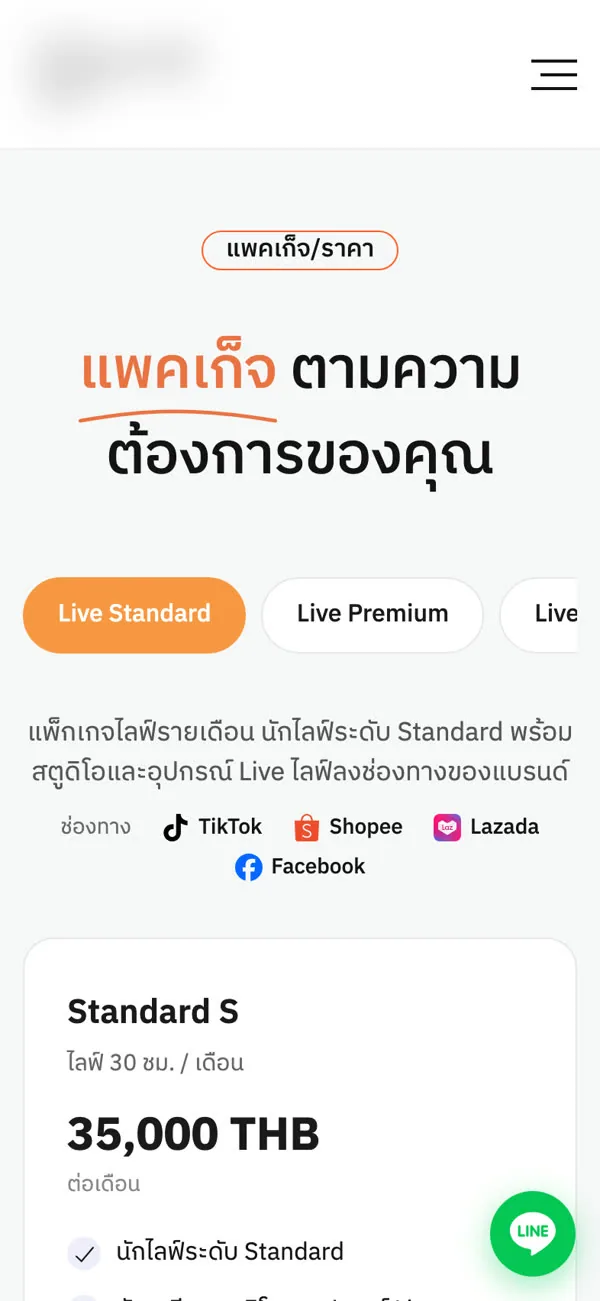 แพคเก็จ/ราคา
แพคเก็จ ตามความ
ต้องการของคุณ
Live Standard
Live Premium
Live
แพ็กเกจไลฟ์รายเดือน นักไลฟ์ระดับ Standard พร้อม
สตูดิโอและอุปกรณ์ Live ไลฟ์ลงช่องทางของแบรนด์
ช่องทาง TikTok Shopee Lazada
Facebook
Standard S
ไลฟ์ 30 ชม. / เดือน
35,000 THB
ต่อเดือน
นักไลฟ์ระดับ Standard
LINE